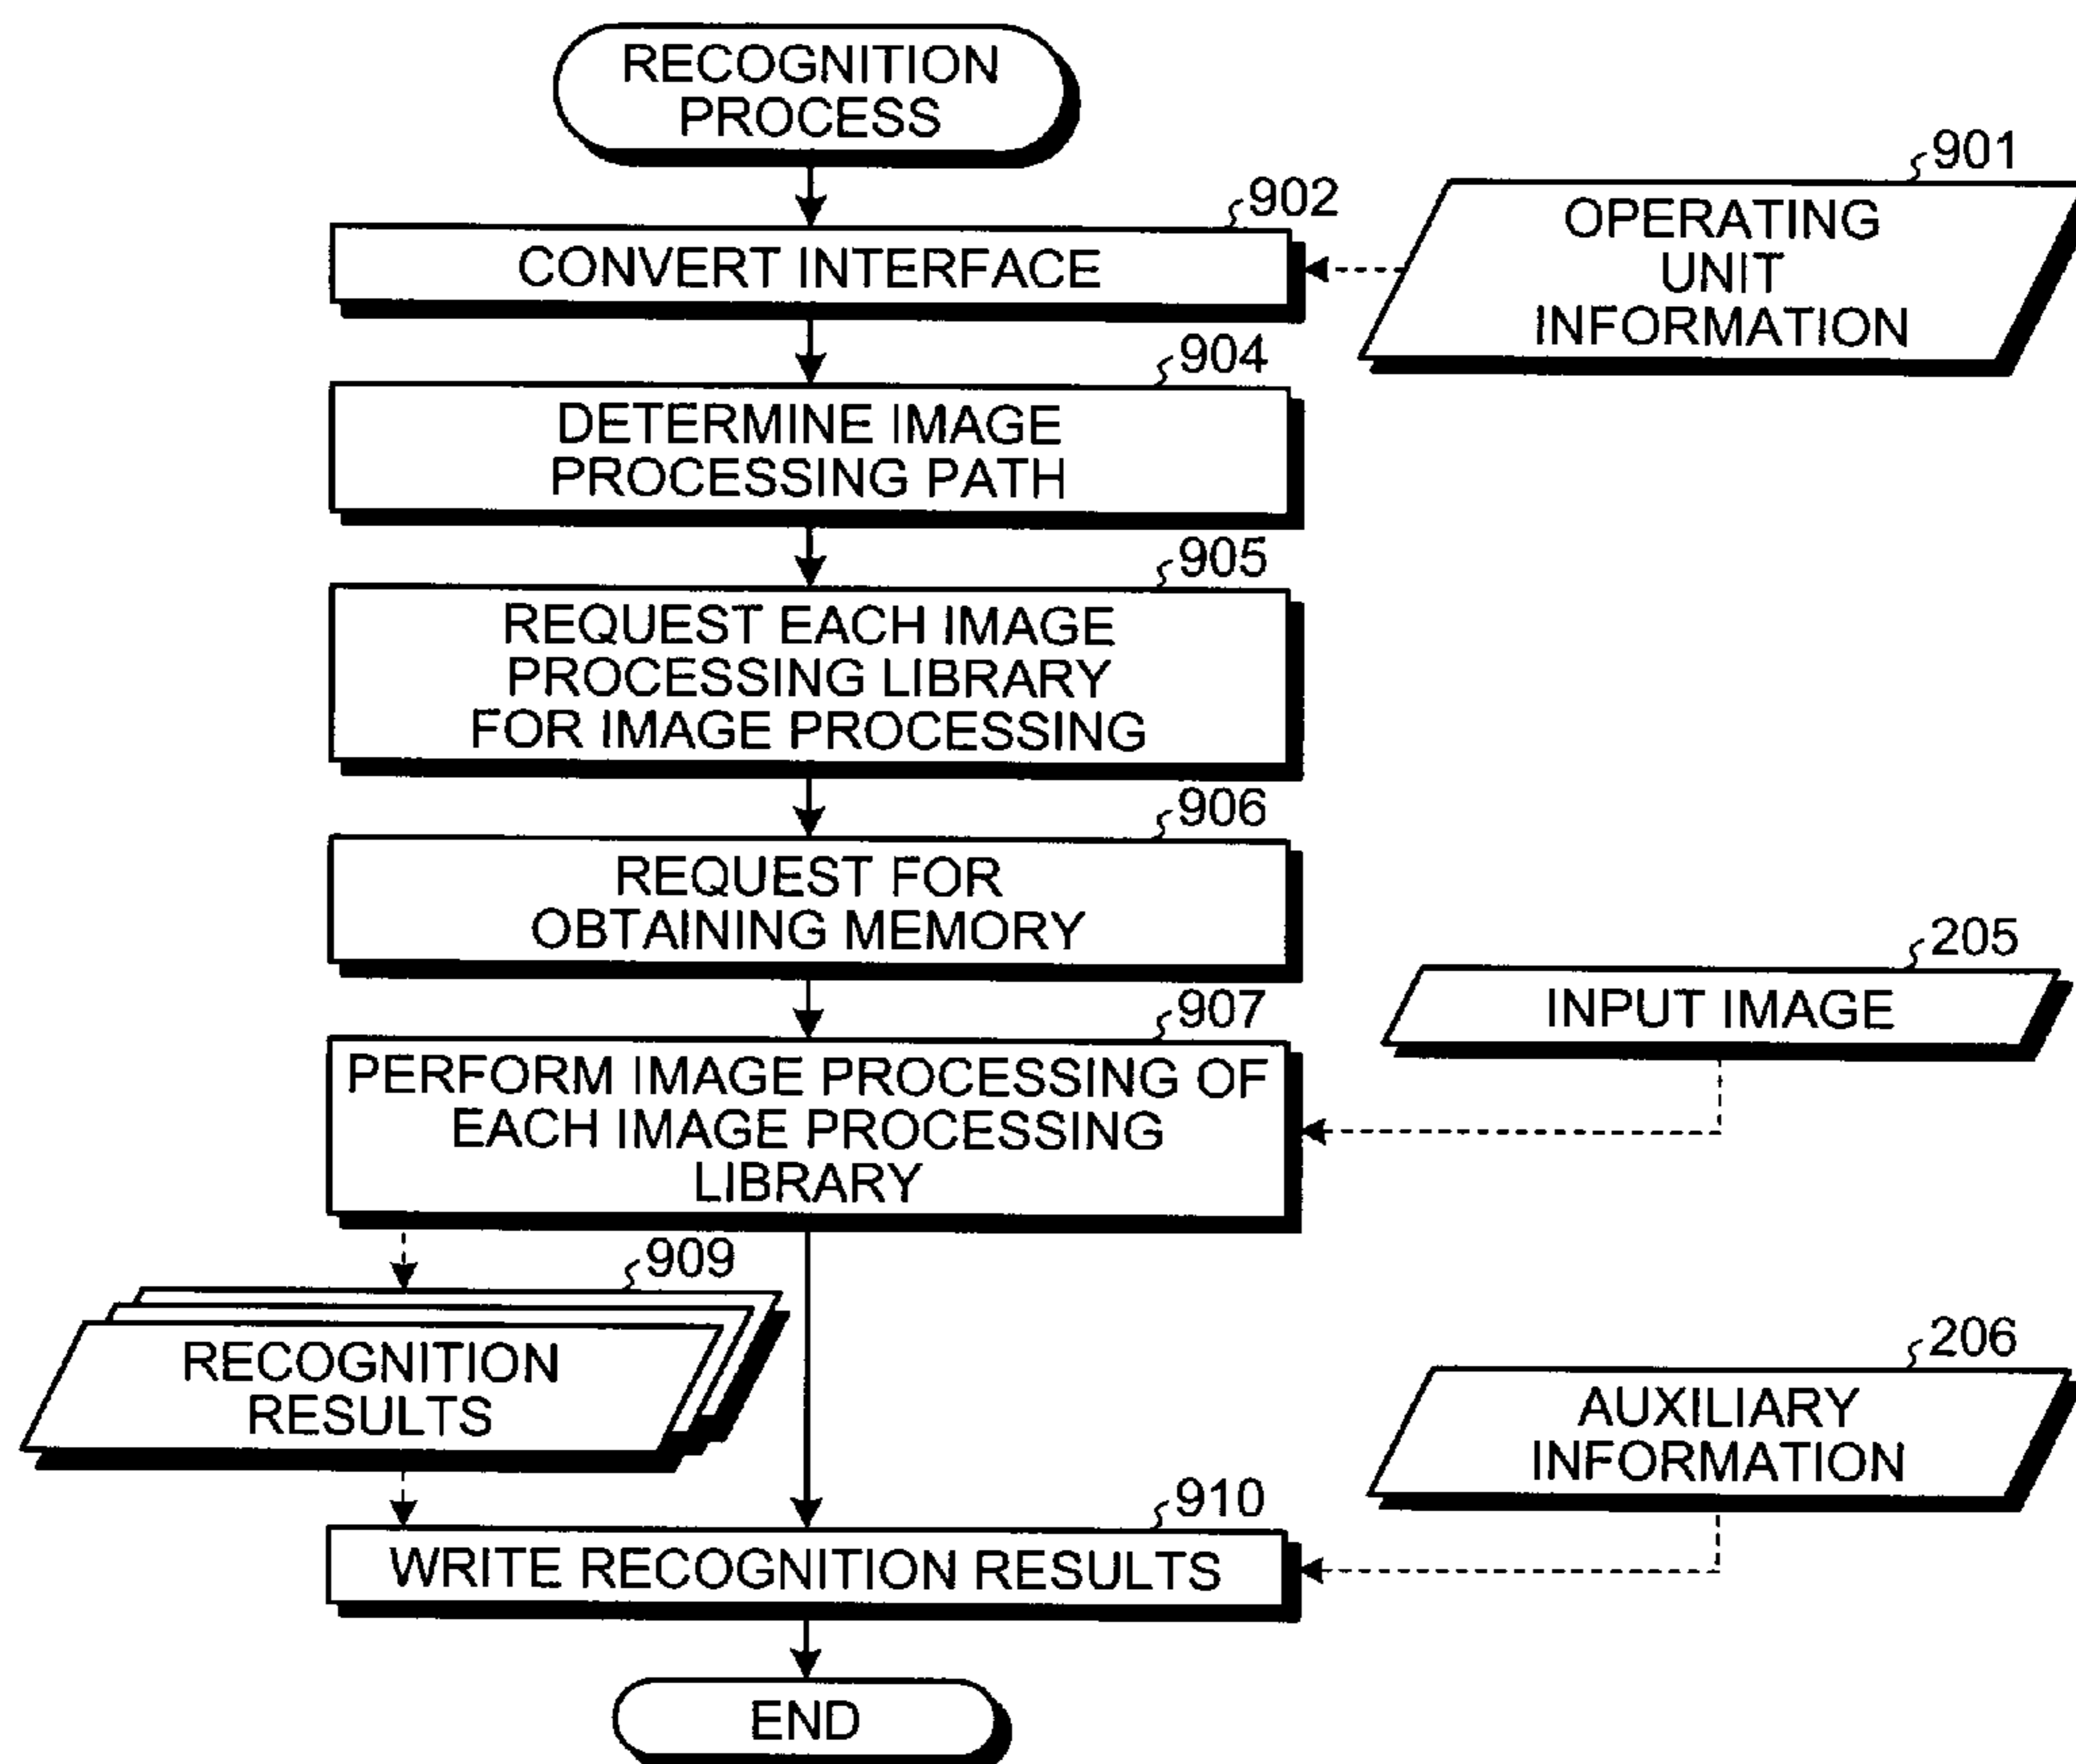 RECOGNITION
PROCESS
901
OPERATING
UNIT
INFORMATION
902
CONVERT INTERFACE
904
DETERMINE IMAGE
PROCESSING PATH
905
REQUEST EACH IMAGE
PROCESSING LIBRARY
FOR IMAGE PROCESSING
906
REQUEST FOR
OBTAINING MEMORY
205
INPUT IMAGE
907
PERFORM IMAGE PROCESSING OF
EACH IMAGE PROCESSING
LIBRARY
909
RECOGNITION
RESULTS
206
AUXILIARY
INFORMATION
910
WRITE RECOGNITION RESULTS
END